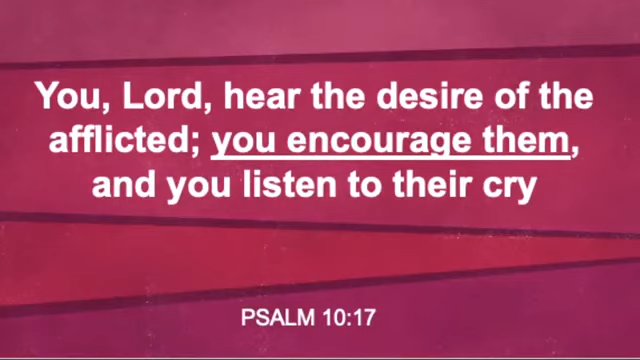 You, Lord, hear the desire of the
afflicted; you encourage them,
and you listen to their cry
PSALM 10:17